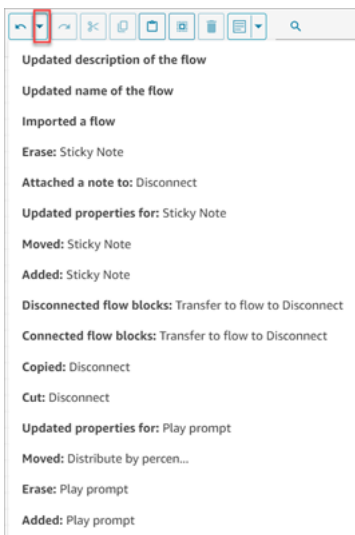 Updated description of the flow
Updated name of the flow
Imported a flow
Erase: Sticky Note
Attached a note to: Disconnect
Updated properties for: Sticky Note
Moved: Sticky Note
Added: Sticky Note
Disconnected flow blocks: Transfer to flow to Disconnect
Connected flow blocks: Transfer to flow to Disconnect
Copied: Disconnect
Cut: Disconnect
Updated properties for: Play prompt
Moved: Distribute by percen...
Erase: Play prompt
Added: Play prompt